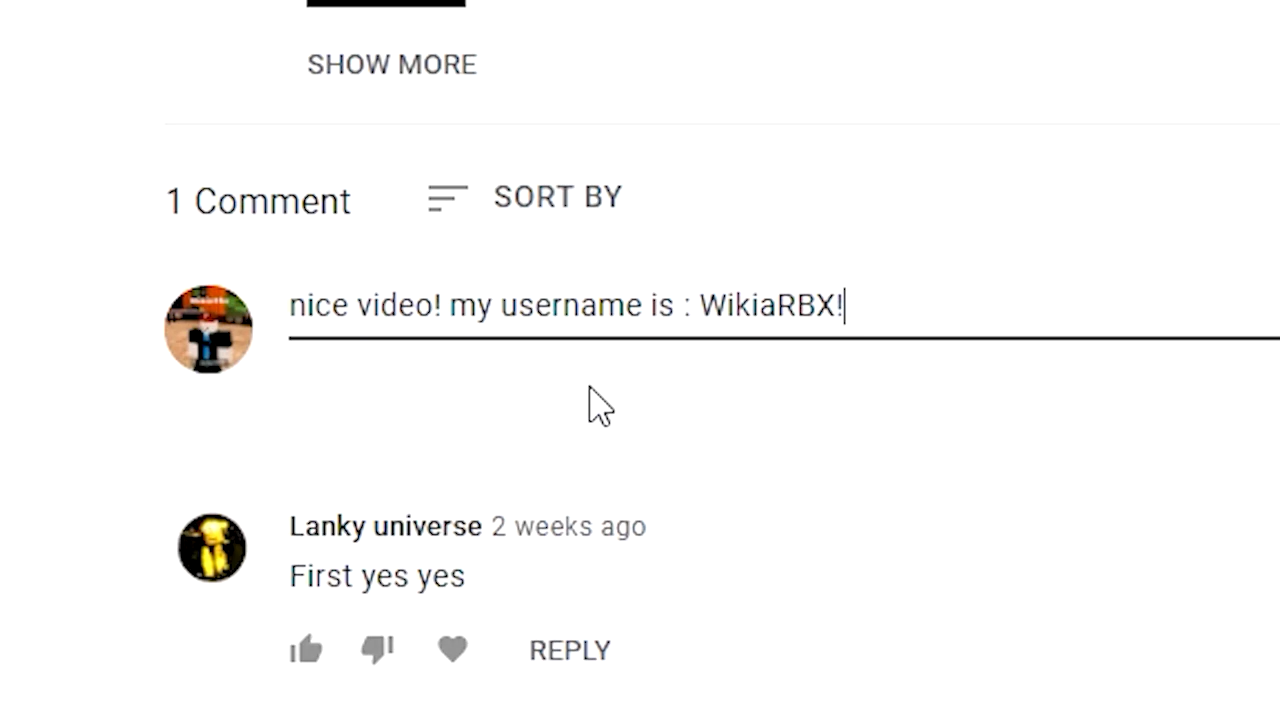 SHOW MORE
1 Comment
SORT BY
nice video! my username is : WikiaRBX!
Lanky universe 2 weeks ago
First yes yes
REPLY